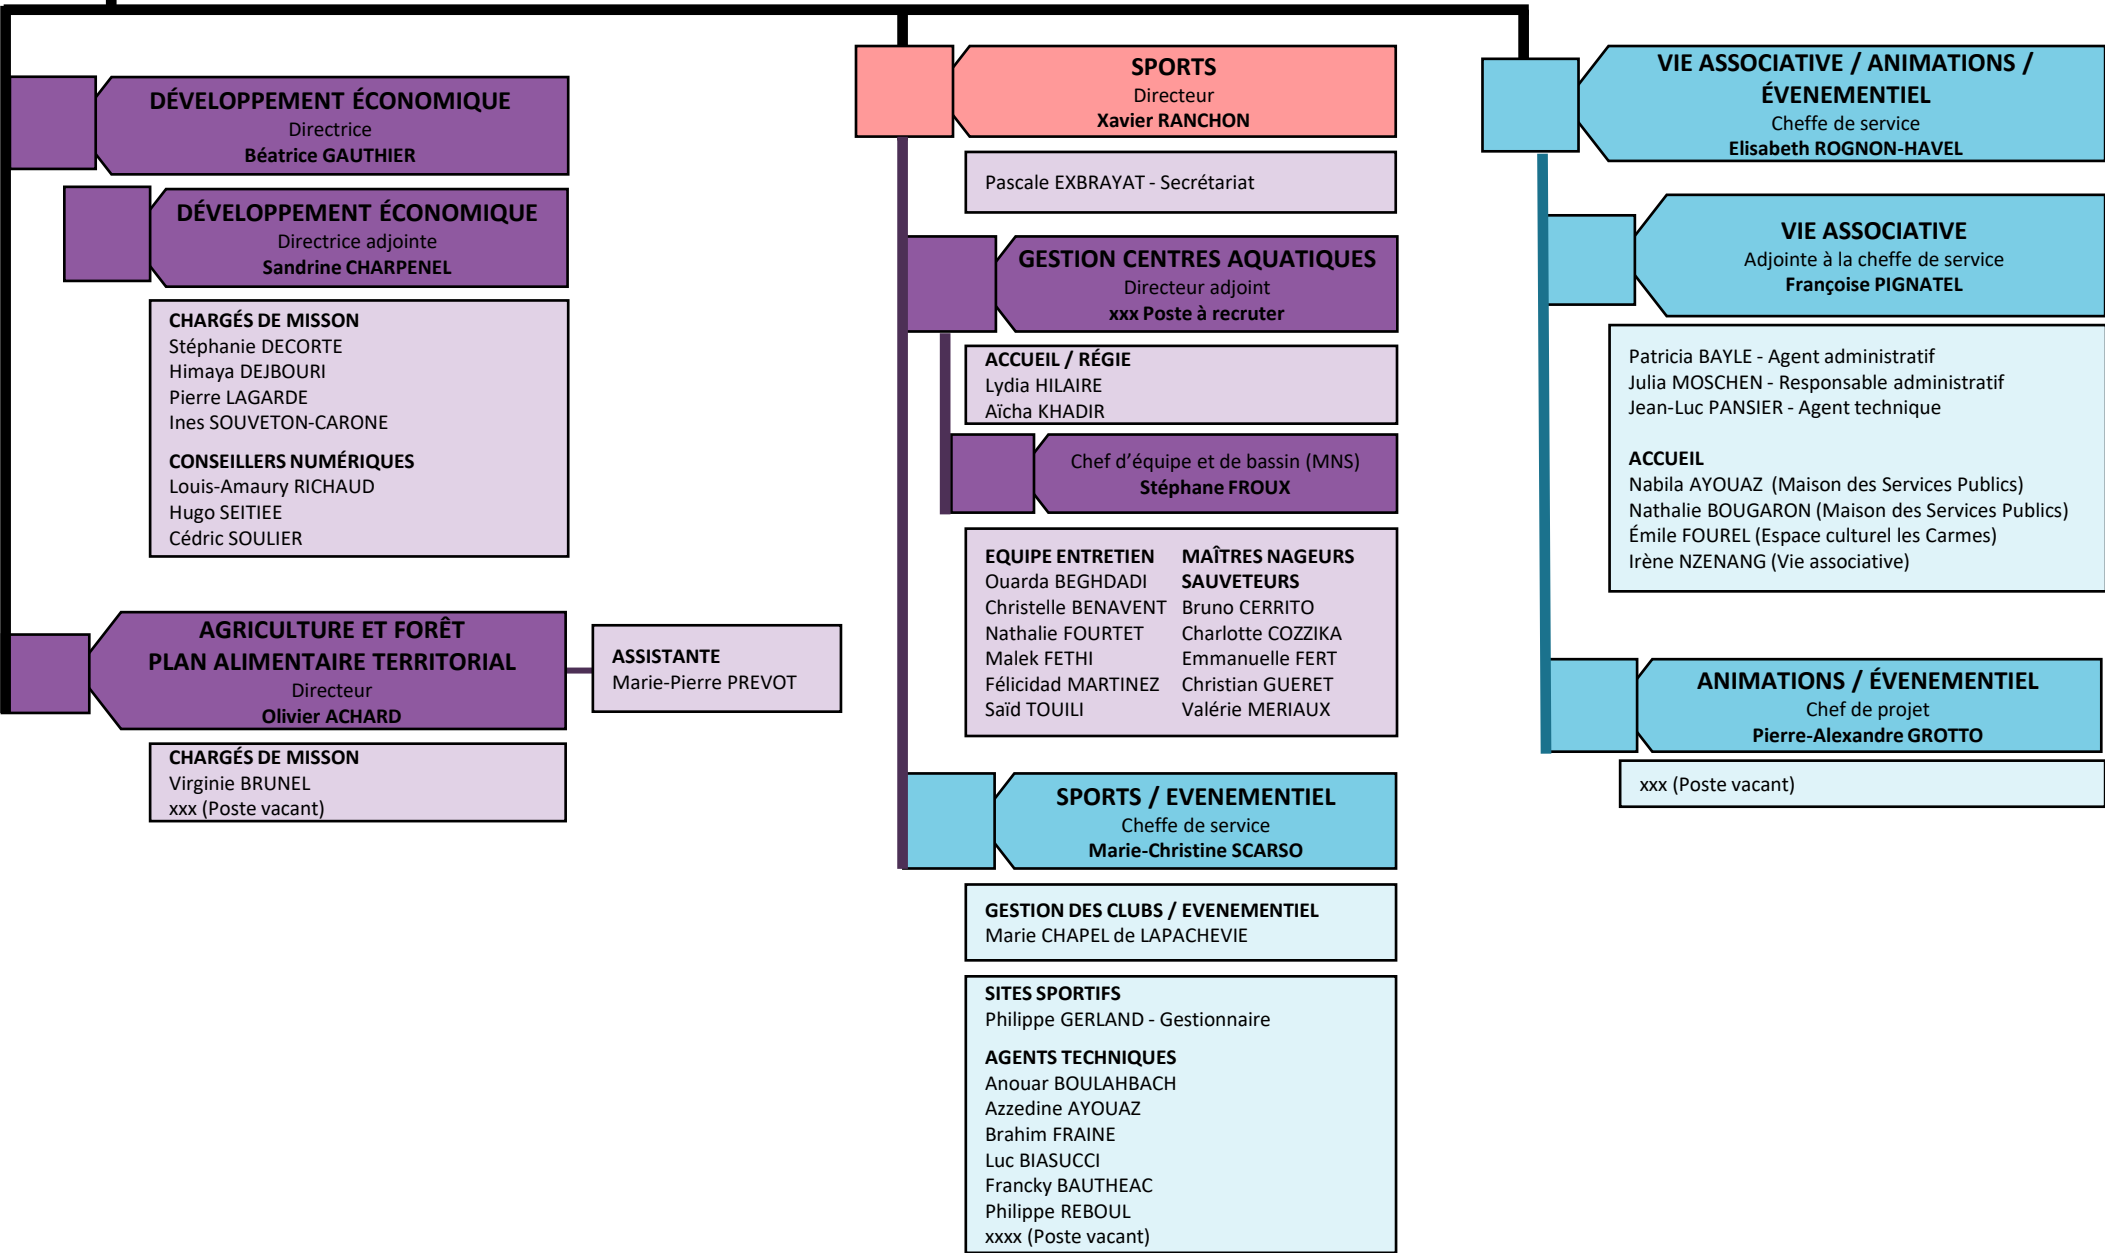 DÉVELOPPEMENT ÉCONOMIQUE
Directrice
Béatrice GAUTHIER
DÉVELOPPEMENT ÉCONOMIQUE
Directrice adjointe
Sandrine CHARPENEL
CHARGÉS DE MISSON
Stéphanie DECORTE
Himaya DEJBOURI
Pierre LAGARDE
Ines SOUVETON-CARONE
CONSEILLERS NUMÉRIQUES
Louis-Amaury RICHAUD
Hugo SEITIEE
Cédric SOULIER
AGRICULTURE ET FORÊT
PLAN ALIMENTAIRE TERRITORIAL
Directeur
Olivier ACHARD
ASSISTANTE
Marie-Pierre PREVOT
CHARGÉS DE MISSON
Virginie BRUNEL
xxx (Poste vacant)
SPORTS
Directeur
Xavier RANCHON
Pascale EXBRAYAT - Secrétariat
GESTION CENTRES AQUATIQUES
Directeur adjoint
xxx Poste à recruter
ACCUEIL / RÉGIE
Lydia HILAIRE
Aïcha KHADIR
Chef d’équipe et de bassin (MNS)
Stéphane FROUX
EQUIPE ENTRETIEN
Ouarda BEGHDADI
Christelle BENAVENT
Nathalie FOURTET
Malek FETHI
Félicidad MARTINEZ
Saïd TOUILI
MAÎTRES NAGEURS
SAUVETEURS
Bruno CERRITO
Charlotte COZZIKA
Emmanuelle FERT
Christian GUERET
Valérie MERIAUX
SPORTS / EVENEMENTIEL
Cheffe de service
Marie-Christine SCARSO
GESTION DES CLUBS / EVENEMENTIEL
Marie CHAPEL de LAPACHEVIE
SITES SPORTIFS
Philippe GERLAND - Gestionnaire
AGENTS TECHNIQUES
Anouar BOULAHBACH
Azzedine AYOUAZ
Brahim FRAINE
Luc BIASUCCI
Francky BAUTHEAC
Philippe REBOUL
xxxx (Poste vacant)
VIE ASSOCIATIVE / ANIMATIONS /
ÉVENEMENTIEL
Cheffe de service
Elisabeth ROGNON-HAVEL
VIE ASSOCIATIVE
Adjointe à la cheffe de service
Françoise PIGNATEL
Patricia BAYLE - Agent administratif
Julia MOSCHEN - Responsable administratif
Jean-Luc PANSIER - Agent technique
ACCUEIL
Nabila AYOUAZ (Maison des Services Publics)
Nathalie BOUGARON (Maison des Services Publics)
Émile FOUREL (Espace culturel les Carmes)
Irène NZENANG (Vie associative)
ANIMATIONS / ÉVENEMENTIEL
Chef de projet
Pierre-Alexandre GROTTO
xxx (Poste vacant)